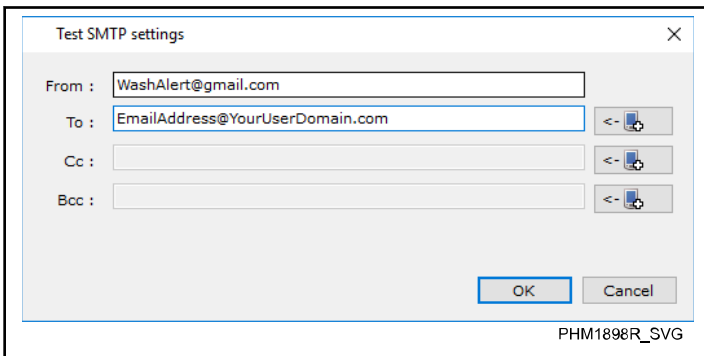 Test SMTP settings
From : WashAlert@gmail.com
To : EmailAddress@YourUserDomain.com <-
Cc : <-
Bcc : <-
OK Cancel
PHM1898R_SVG